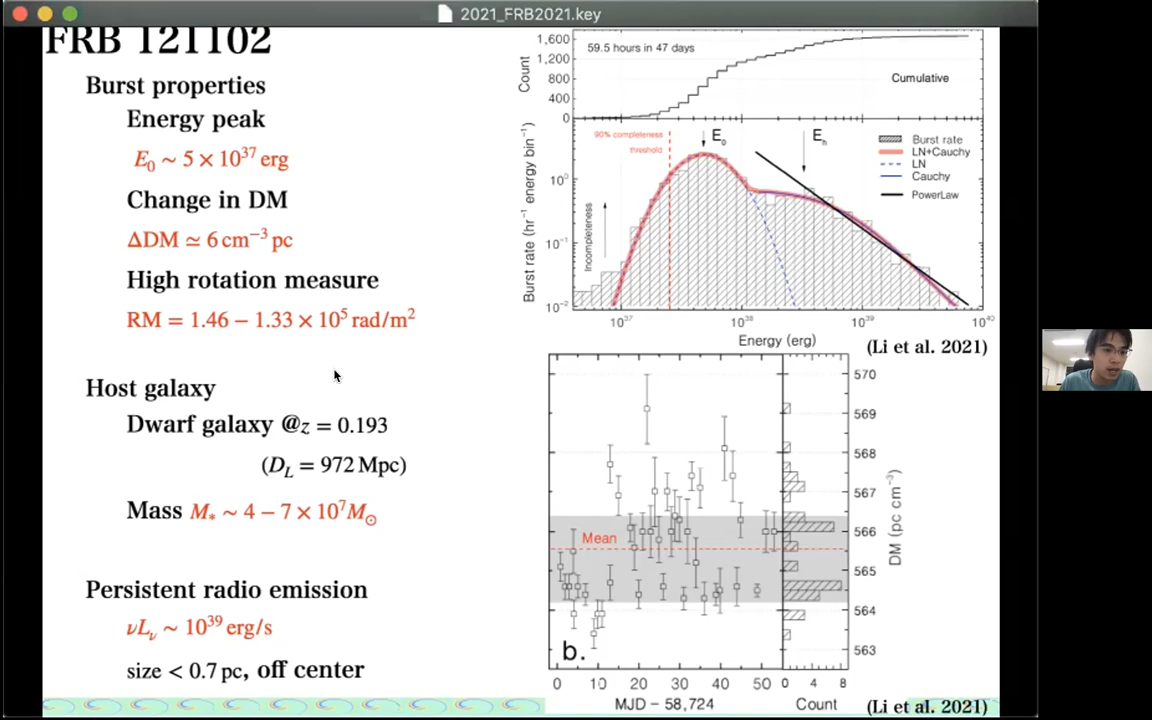 2021_FRB2021.key
FRB 121102
Burst properties
Energy peak
E₀ ~ 5 × 10³⁷ erg
Change in DM
ΔDM ≃ 6 cm⁻³ pc
High rotation measure
RM = 1.46 − 1.33 × 10⁵ rad/m²
Host galaxy
Dwarf galaxy @z = 0.193
(D_L = 972 Mpc)
Mass M_* ~ 4 − 7 × 10⁷M_⊙
Persistent radio emission
νL_ν ~ 10³⁹ erg/s
size < 0.7 pc, off center
1,600
1,200
800
400
0
Count
59.5 hours in 47 days
Cumulative
90% completeness
threshold
E₀
Eₕ
Burst rate
LN+Cauchy
LN
Cauchy
PowerLaw
Incompleteness
Burst rate (hr⁻¹ energy bin⁻¹)
10⁰
10⁻¹
10⁻²
10³⁷ 10³⁸ 10³⁹ 10⁴⁰
Energy (erg)
(Li et al. 2021)
570
569
568
567
566
565
564
563
DM (pc cm⁻³)
Mean
b.
0 10 20 30 40 50 0 4 8
MJD − 58,724 Count
(Li et al. 2021)